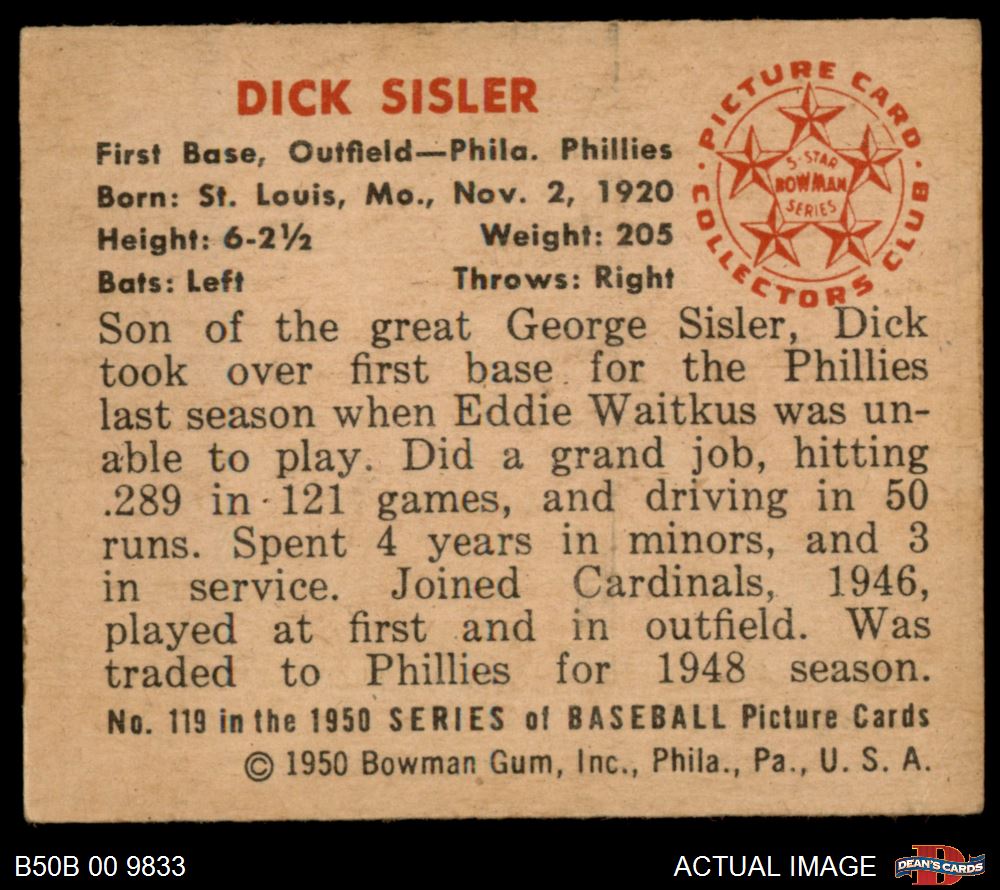 DICK SISLER
First Base, Outfield—Phila. Phillies
Born: St. Louis, Mo., Nov. 2, 1920
Height: 6-2½ Weight: 205
Bats: Left Throws: Right
PICTURE CARD COLLECTORS CLUB
5-STAR
BOWMAN
SERIES
Son of the great George Sisler, Dick
took over first base for the Phillies
last season when Eddie Waitkus was un-
able to play. Did a grand job, hitting
.289 in 121 games, and driving in 50
runs. Spent 4 years in minors, and 3
in service. Joined Cardinals, 1946,
played at first and in outfield. Was
traded to Phillies for 1948 season.
No. 119 in the 1950 SERIES of BASEBALL Picture Cards
© 1950 Bowman Gum, Inc., Phila., Pa., U. S. A.
B50B 00 9833
ACTUAL IMAGE
D
DEAN'S CARDS